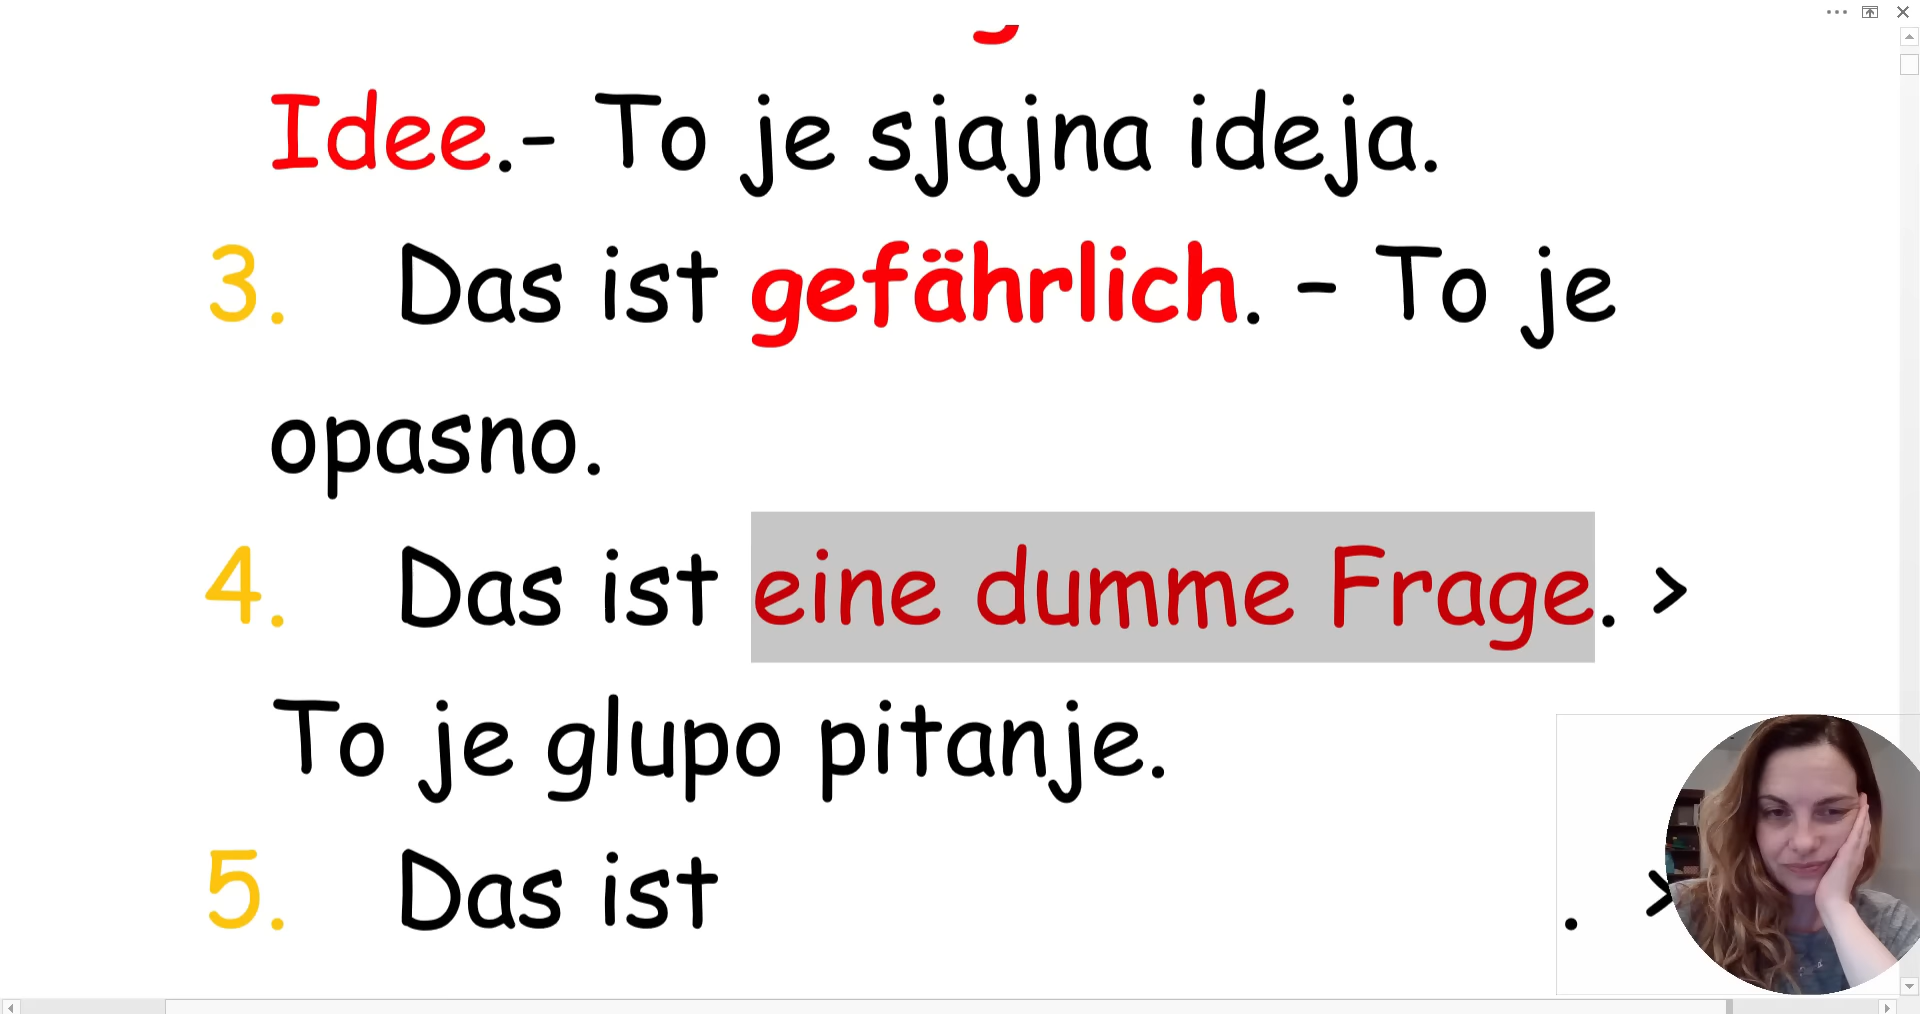 Idee.- To je sjajna ideja.
3. Das ist gefährlich. – To je
opasno.
4. Das ist eine dumme Frage. >
To je glupo pitanje.
5. Das ist . >